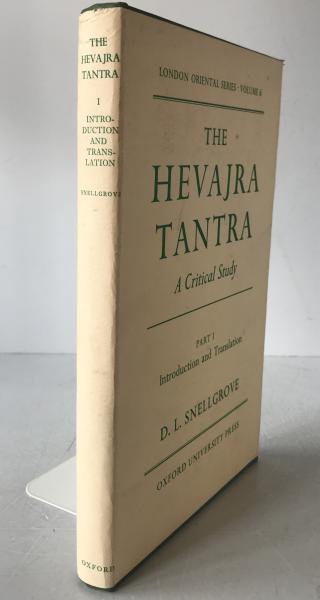 THE
HEVAJRA
TANTRA
I
INTRO-
DUCTION
AND
TRANS-
LATION
SNELLGROVE
OXFORD
LONDON ORIENTAL SERIES · VOLUME 6
THE
HEVAJRA
TANTRA
A Critical Study
PART I
Introduction and Translation
D. L. SNELLGROVE
OXFORD UNIVERSITY PRESS